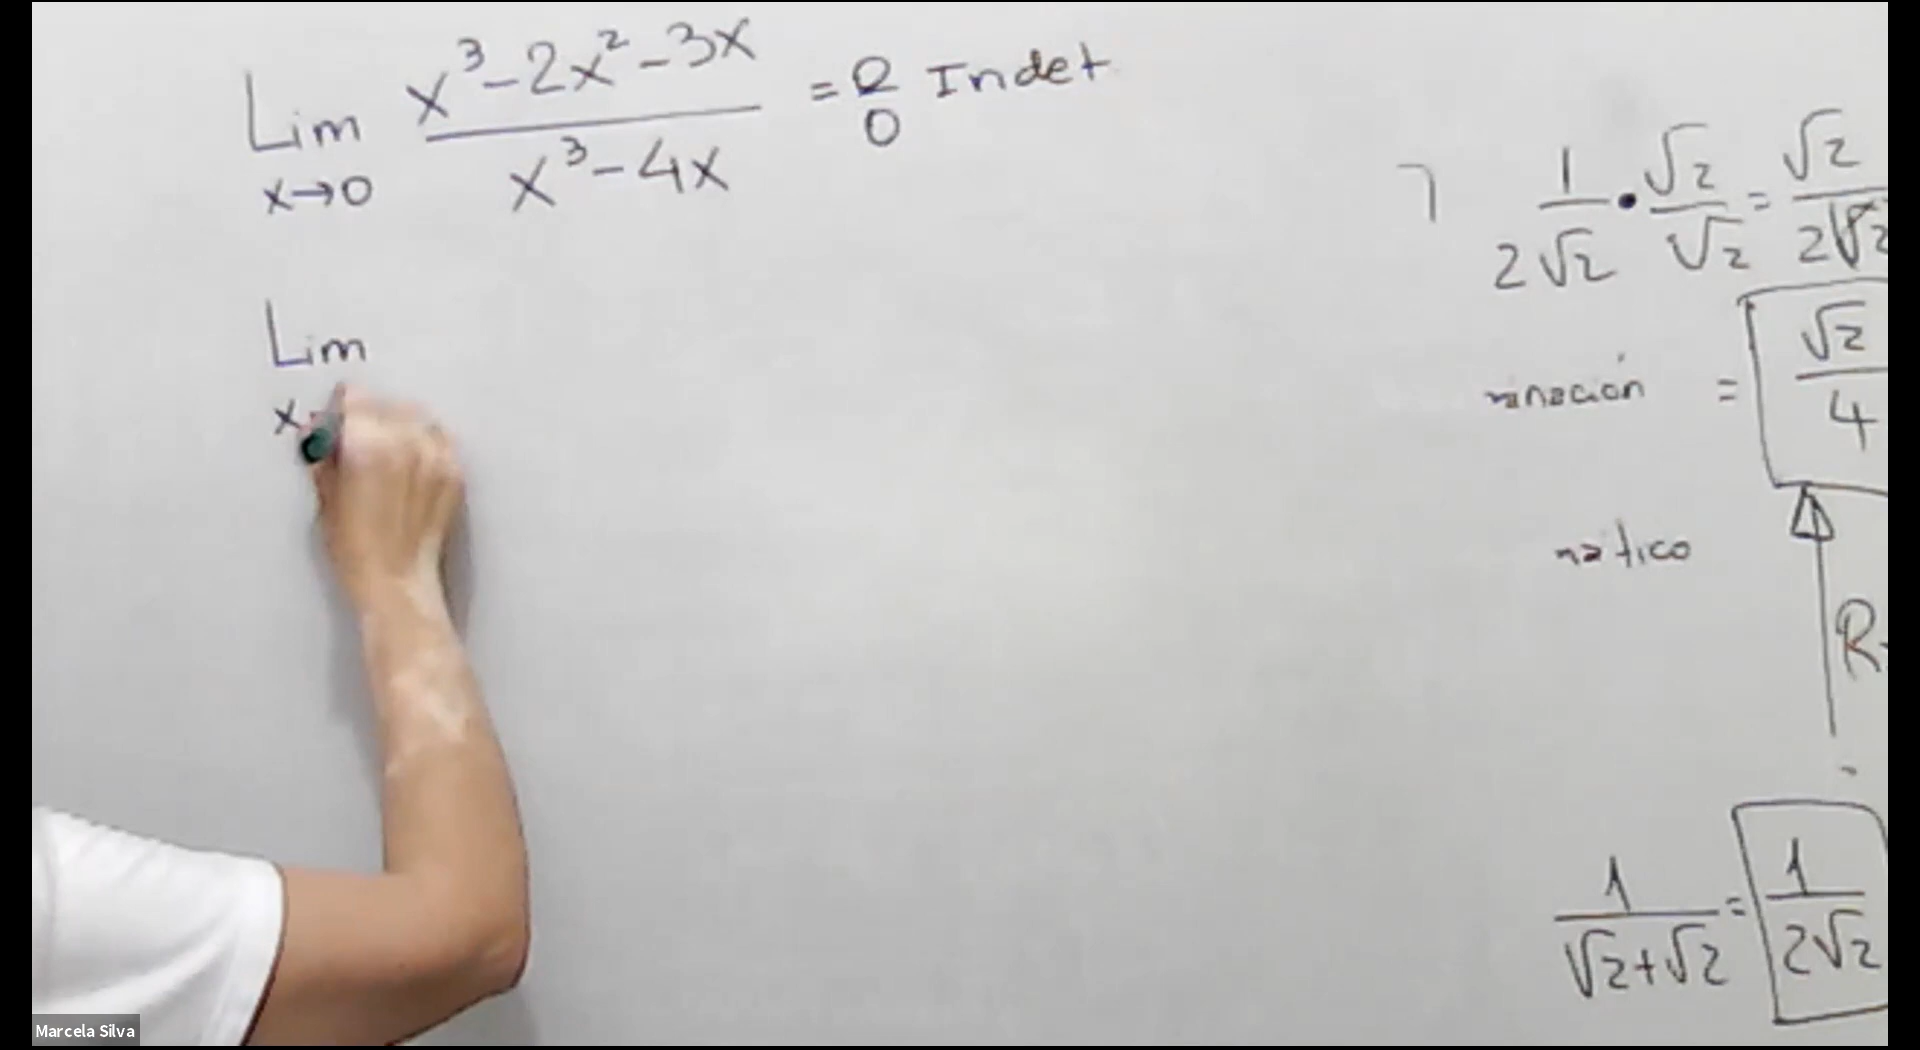 Lim x³-2x²-3x = 0 Indet
x→0 x³-4x 0
Lim
x
1 • √2 = √2
2√2 √2 2√2
= √2
4
R
1 = 1
√2+√2 2√2
Marcela Silva